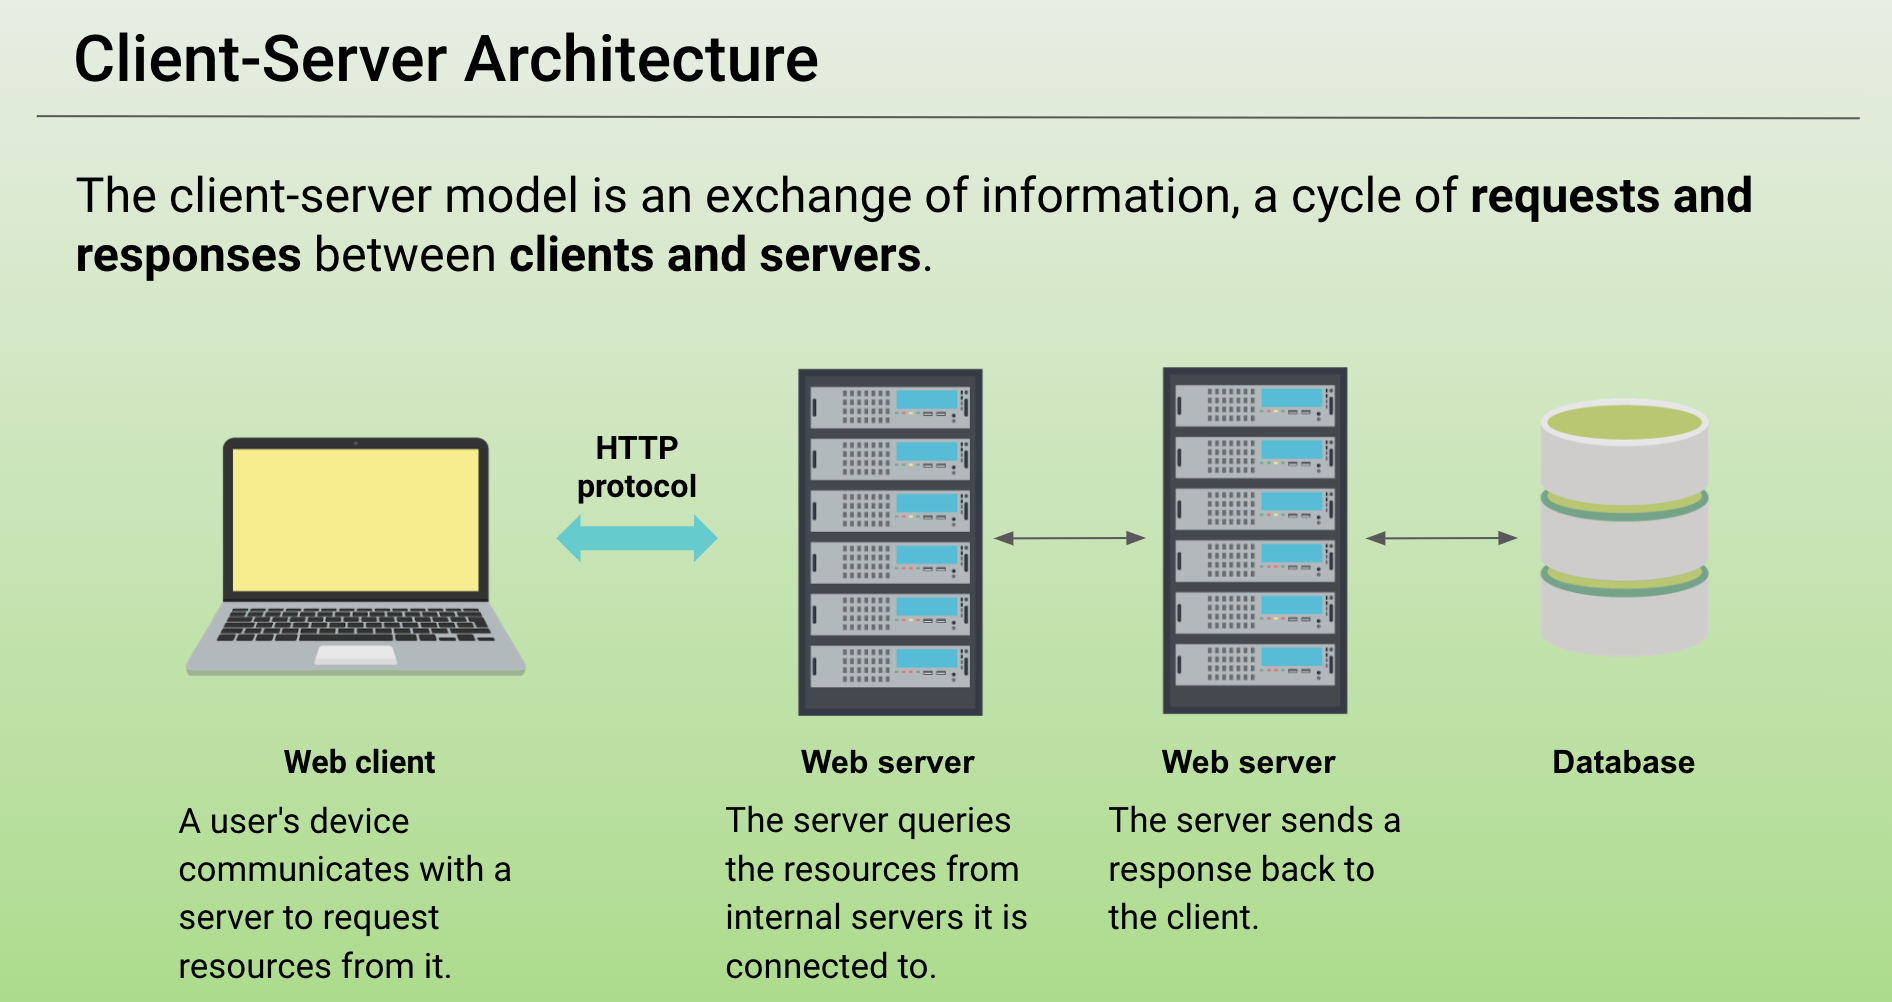 Client-Server Architecture
The client-server model is an exchange of information, a cycle of requests and
responses between clients and servers.
HTTP
protocol
Web client
A user's device
communicates with a
server to request
resources from it.
Web server
The server queries
the resources from
internal servers it is
connected to.
Web server
The server sends a
response back to
the client.
Database